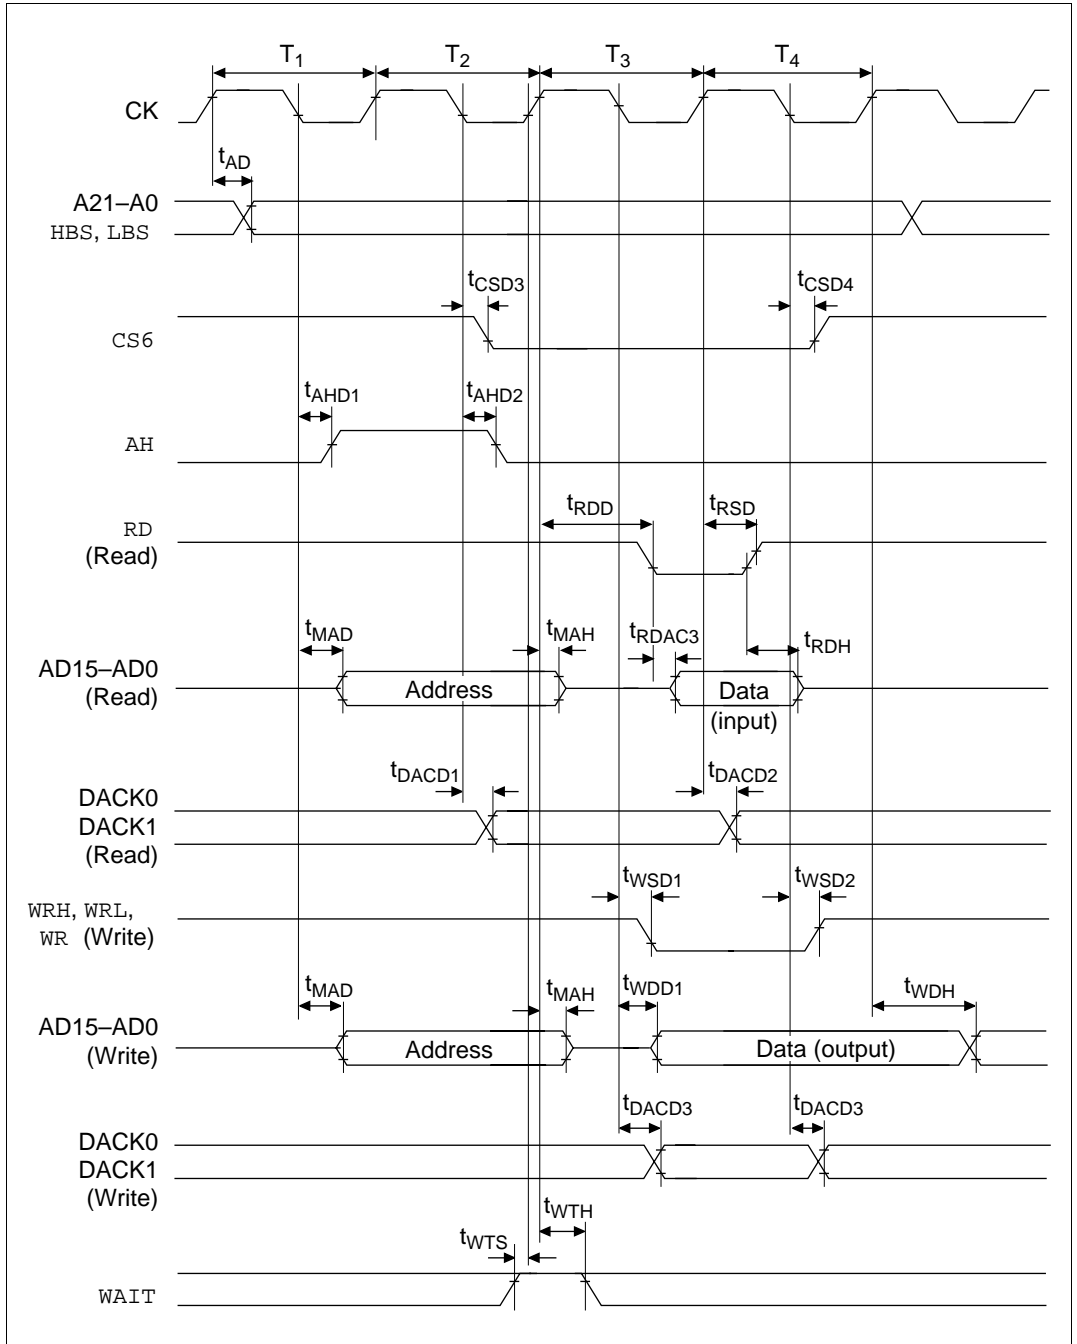 T1 T2 T3 T4
CK
tAD
A21–A0
HBS, LBS
tCSD3 tCSD4
CS6
tAHD1 tAHD2
AH
tRDD tRSD
RD
(Read)
tMAD tMAH tRDAC3 tRDH
AD15–AD0
(Read)
Address Data
(input)
tDACD1 tDACD2
DACK0
DACK1
(Read)
tWSD1 tWSD2
WRH, WRL,
WR (Write)
tMAD tMAH tWDD1 tWDH
AD15–AD0
(Write)
Address Data (output)
tDACD3 tDACD3
DACK0
DACK1
(Write)
tWTH
tWTS
WAIT